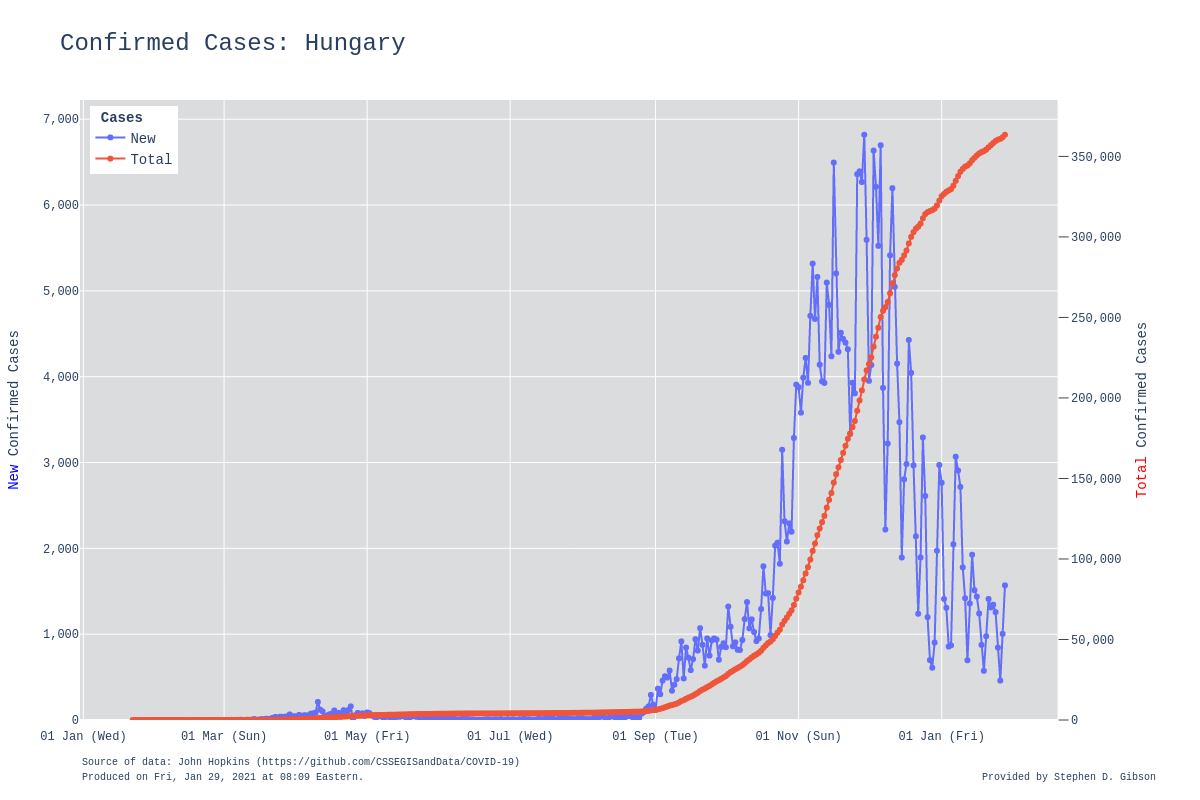 Confirmed Cases: Hungary
Cases
New
Total
7,000
6,000
5,000
4,000
3,000
2,000
1,000
0
350,000
300,000
250,000
200,000
150,000
100,000
50,000
0
New Confirmed Cases
Total Confirmed Cases
01 Jan (Wed)
01 Mar (Sun)
01 May (Fri)
01 Jul (Wed)
01 Sep (Tue)
01 Nov (Sun)
01 Jan (Fri)
Source of data: John Hopkins (https://github.com/CSSEGISandData/COVID-19)
Produced on Fri, Jan 29, 2021 at 08:09 Eastern.
Provided by Stephen D. Gibson